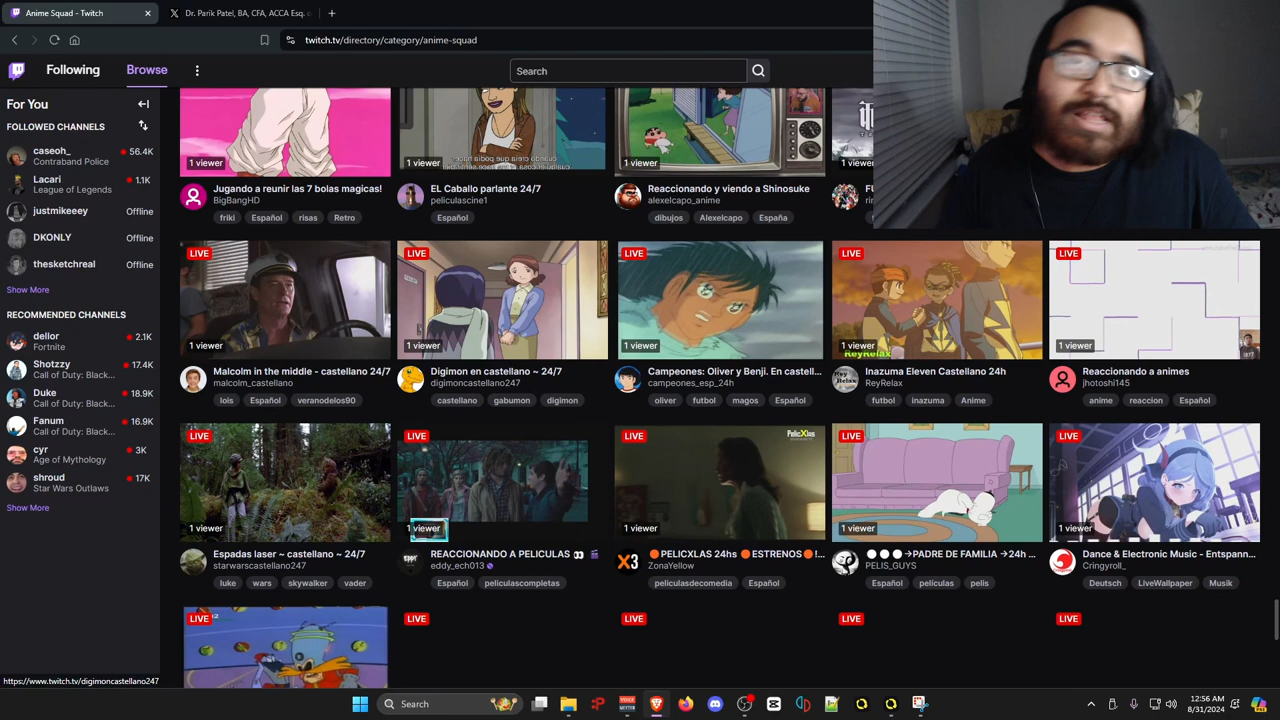 Anime Squad - Twitch
Dr. Parik Patel, BA, CFA, ACCA Esq.
twitch.tv/directory/category/anime-squad
Following
Browse
Search
For You
FOLLOWED CHANNELS
caseoh_
56.4K
Contraband Police
Lacari
1.1K
League of Legends
justmikeeey
Offline
DKONLY
Offline
thesketchreal
Offline
Show More
RECOMMENDED CHANNELS
dellor
2.1K
Fortnite
Shotzzy
17.4K
Call of Duty: Black...
Duke
18.9K
Call of Duty: Black...
Fanum
16.9K
Call of Duty: Black...
cyr
3K
Age of Mythology
shroud
17K
Star Wars Outlaws
Show More
1 viewer
Jugando a reunir las 7 bolas magicas!
BigBangHD
friki Español risas Retro
1 viewer
EL Caballo parlante 24/7
peliculascine1
Español
1 viewer
Reaccionando y viendo a Shinosuke
alexelcapo_anime
dibujos Alexelcapo España
1 viewer
LIVE
1 viewer
Malcolm in the middle - castellano 24/7
malcolm_castellano
lois Español veranodelos90
LIVE
1 viewer
Digimon en castellano ~ 24/7
digimoncastellano247
castellano gabumon digimon
LIVE
1 viewer
Campeones: Oliver y Benji. En castell...
campeones_esp_24h
oliver futbol magos Español
LIVE
1 viewer
ReyRelax
Inazuma Eleven Castellano 24h
ReyRelax
futbol inazuma Anime
LIVE
1 viewer
Reaccionando a animes
jhotoshi145
anime reaccion Español
LIVE
1 viewer
Espadas laser ~ castellano ~ 24/7
starwarscastellano247
luke wars skywalker vader
LIVE
1 viewer
REACCIONANDO A PELICULAS 👀 🎬
eddy_ech013
Español peliculascompletas
LIVE
PELICXLAS
1 viewer
🔴PELICXLAS 24hs 🔴ESTRENOS🔴!...
ZonaYellow
peliculasdecomedia Español
LIVE
1 viewer
⚪⚪⚪→PADRE DE FAMILIA →24h ...
PELIS_GUYS
Español películas pelis
LIVE
1 viewer
Dance & Electronic Music - Entspann...
Cringyroll_
Deutsch LiveWallpaper Musik
LIVE
LIVE
LIVE
LIVE
LIVE
https://www.twitch.tv/digimoncastellano247
Search
12:56 AM
8/31/2024